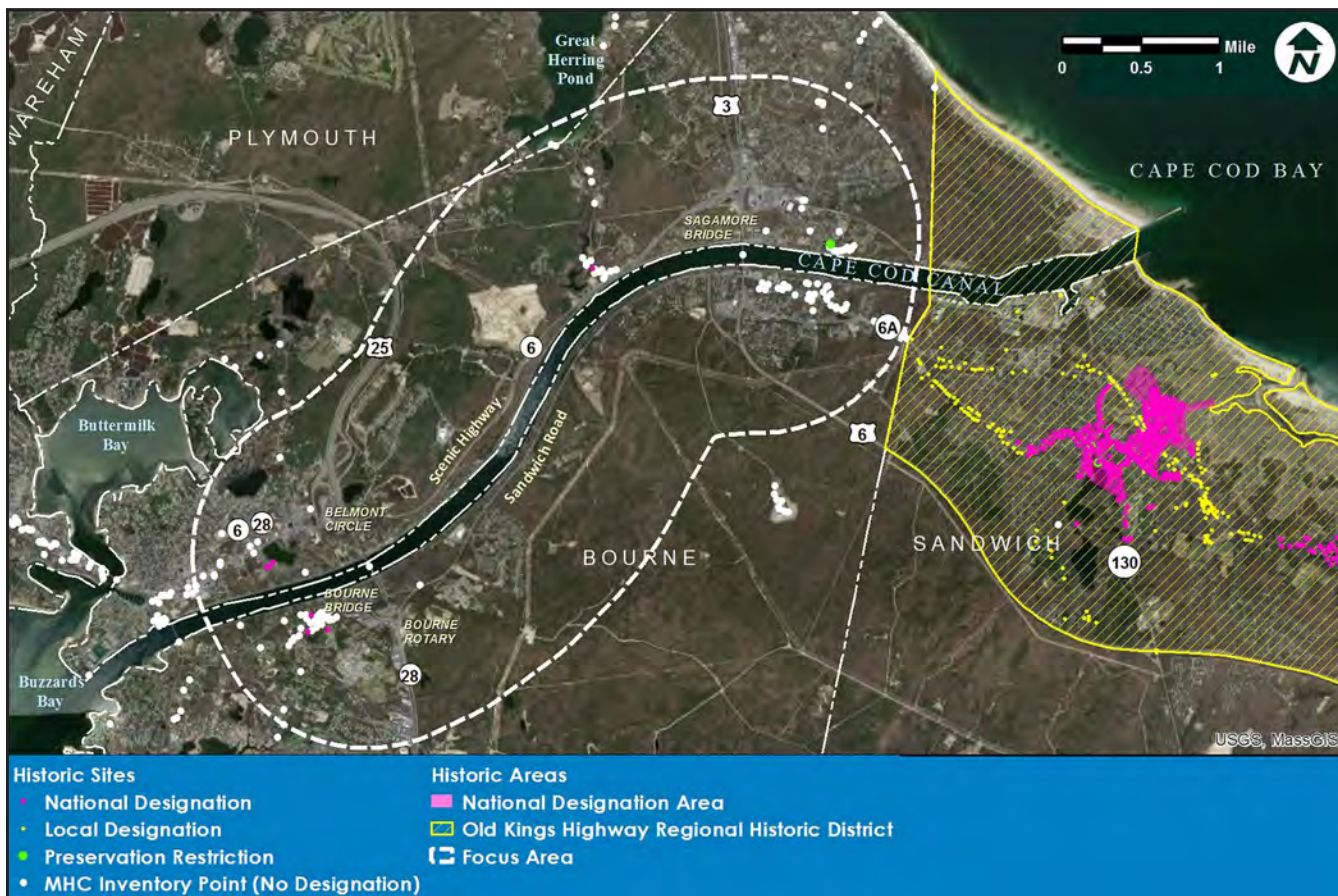 Great
Herring
Pond
Mile
0 0.5 1
N
WAREHAM
PLYMOUTH
3
CAPE COD BAY
SAGAMORE
BRIDGE
CAPE COD CANAL
6A
25
6
Buttermilk
Bay
Scenic Highway
Sandwich Road
6
6 28
BELMONT
CIRCLE
BOURNE
SANDWICH
130
BOURNE
BRIDGE
BOURNE
ROTARY
28
Buzzards
Bay
USGS, MassGIS
Historic Sites
National Designation
Local Designation
Preservation Restriction
MHC Inventory Point (No Designation)
Historic Areas
National Designation Area
Old Kings Highway Regional Historic District
Focus Area